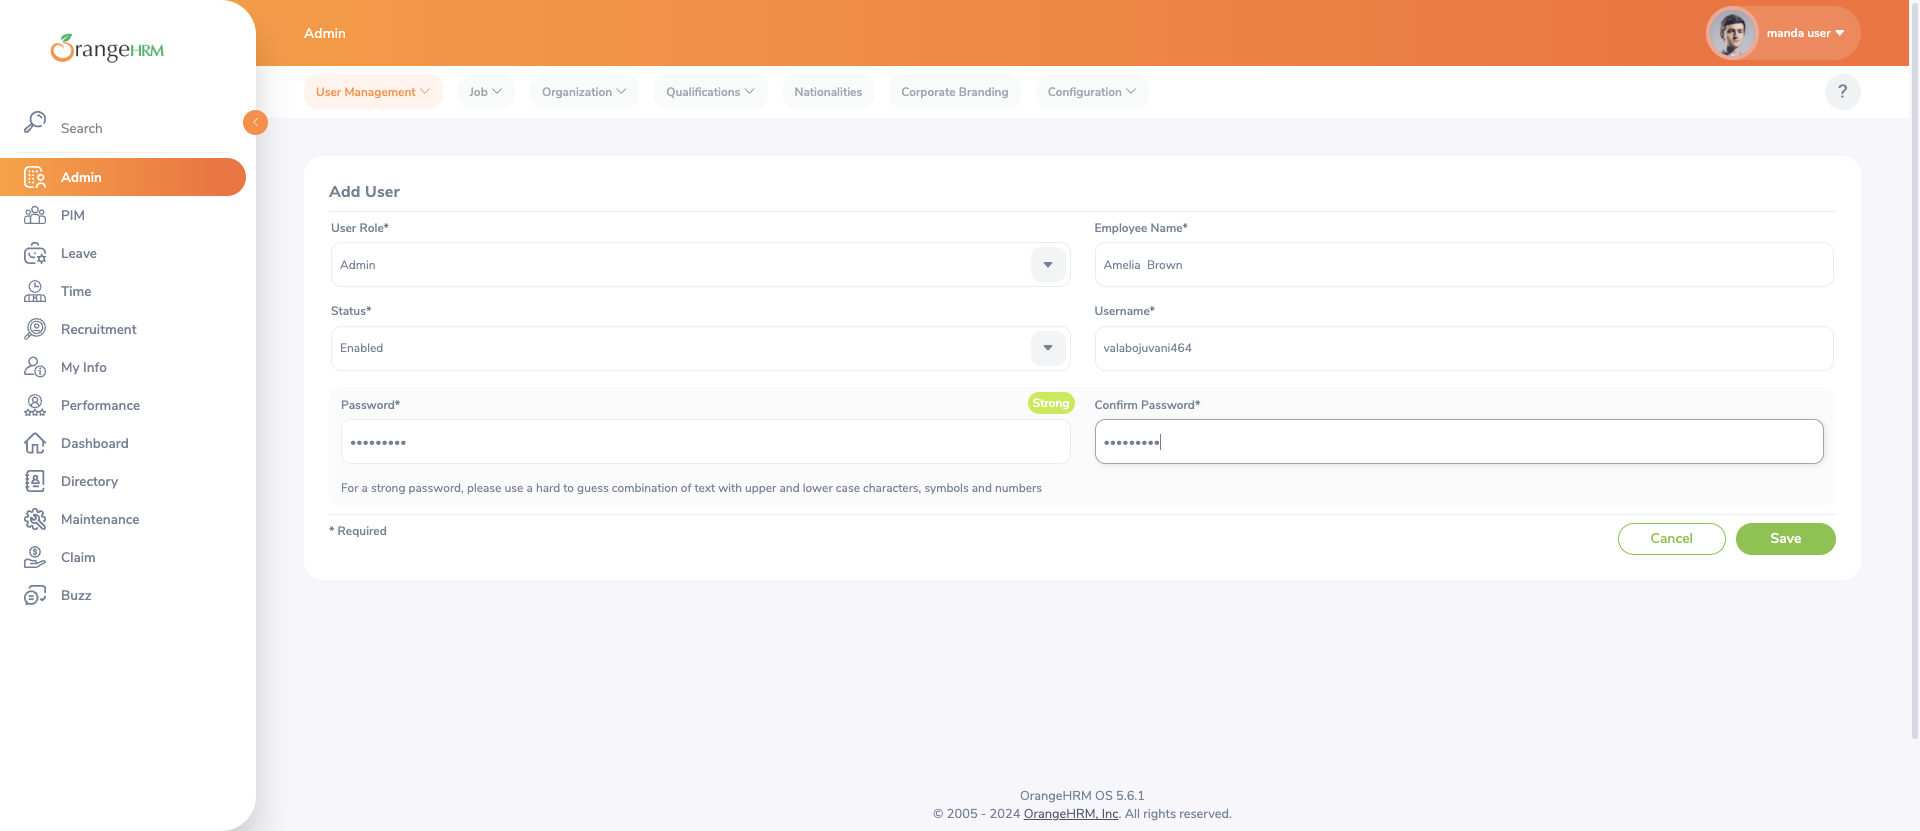 OrangeHRM
Search
Admin
PIM
Leave
Time
Recruitment
My Info
Performance
Dashboard
Directory
Maintenance
Claim
Buzz
Admin
manda user
User Management
Job
Organization
Qualifications
Nationalities
Corporate Branding
Configuration
?
Add User
User Role*
Employee Name*
Admin
Amelia  Brown
Status*
Username*
Enabled
valabojuvani464
Password*
Strong
Confirm Password*
•••••••••
•••••••••
For a strong password, please use a hard to guess combination of text with upper and lower case characters, symbols and numbers
* Required
Cancel
Save
OrangeHRM OS 5.6.1
© 2005 - 2024 OrangeHRM, Inc. All rights reserved.